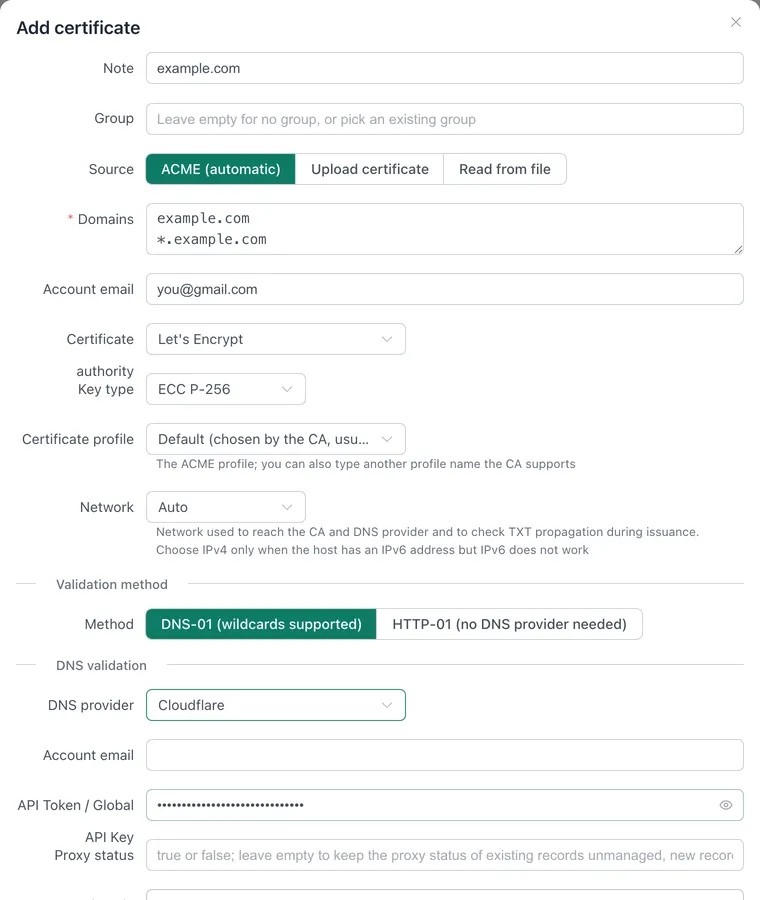 Add certificate
Note
example.com
Group
Leave empty for no group, or pick an existing group
Source
ACME (automatic)
Upload certificate
Read from file
* Domains
example.com
*.example.com
Account email
you@gmail.com
Certificate
authority
Let's Encrypt
Key type
ECC P-256
Certificate profile
Default (chosen by the CA, usu...
The ACME profile; you can also type another profile name the CA supports
Network
Auto
Network used to reach the CA and DNS provider and to check TXT propagation during issuance.
Choose IPv4 only when the host has an IPv6 address but IPv6 does not work
Validation method
Method
DNS-01 (wildcards supported)
HTTP-01 (no DNS provider needed)
DNS validation
DNS provider
Cloudflare
Account email
API Token / Global
API Key
Proxy status
true or false; leave empty to keep the proxy status of existing records unmanaged, new recor